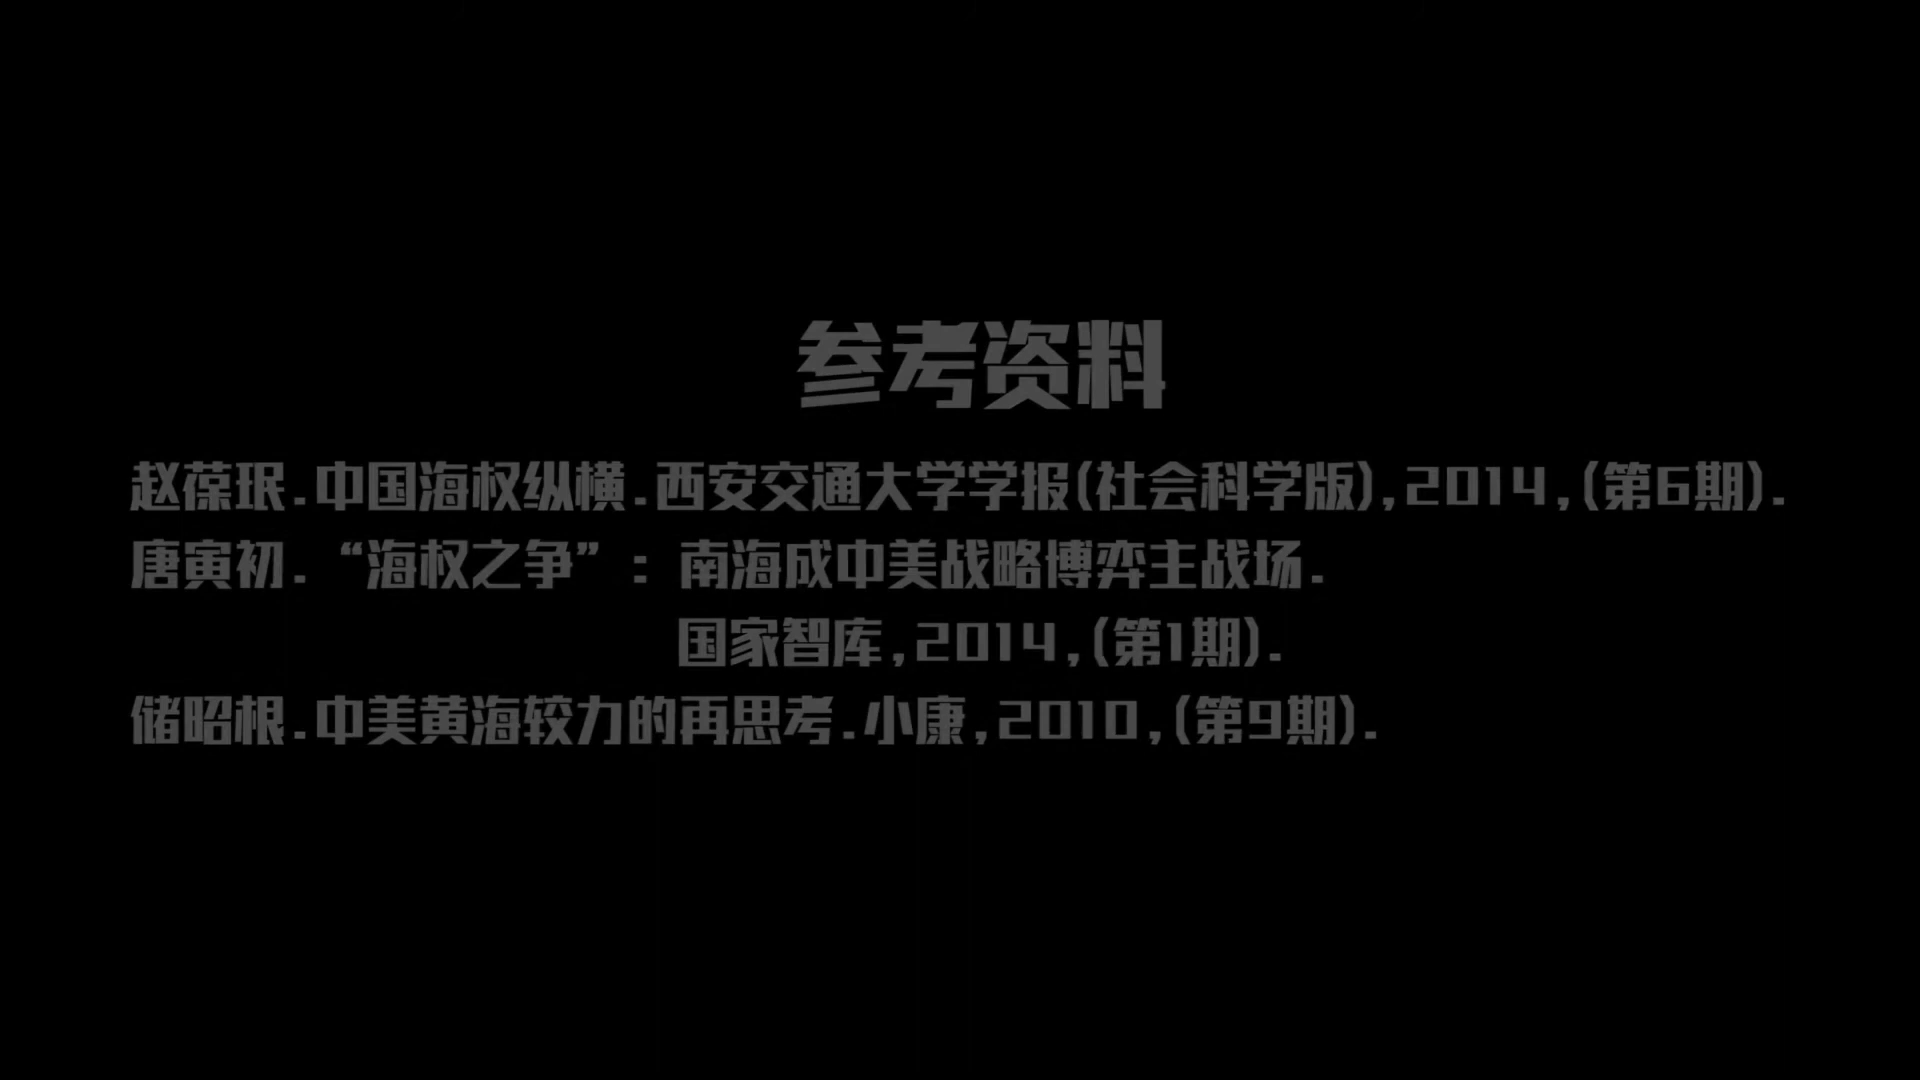 参考资料
赵葆珉.中国海权纵横.西安交通大学学报(社会科学版),2014,(第6期).
唐寅初.“海权之争”：南海成中美战略博弈主战场.
国家智库,2014,(第1期).
储昭根.中美黄海较力的再思考.小康,2010,(第9期).